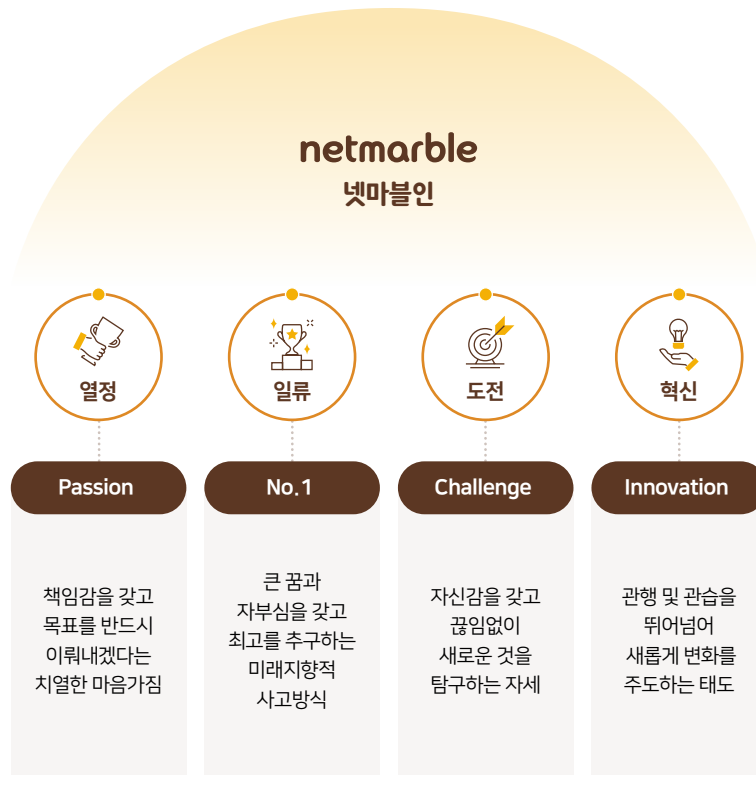 netmarble
넷마블인
열정
Passion
책임감을 갖고
목표를 반드시
이뤄내겠다는
치열한 마음가짐
일류
No.1
큰 꿈과
자부심을 갖고
최고를 추구하는
미래지향적
사고방식
도전
Challenge
자신감을 갖고
끊임없이
새로운 것을
탐구하는 자세
혁신
Innovation
관행 및 관습을
뛰어넘어
새롭게 변화를
주도하는 태도